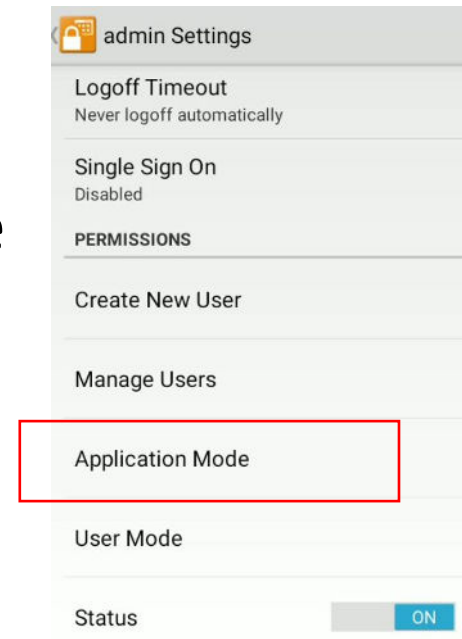 admin Settings
Logoff Timeout
Never logoff automatically
Single Sign On
Disabled
PERMISSIONS
Create New User
Manage Users
Application Mode
User Mode
Status
ON